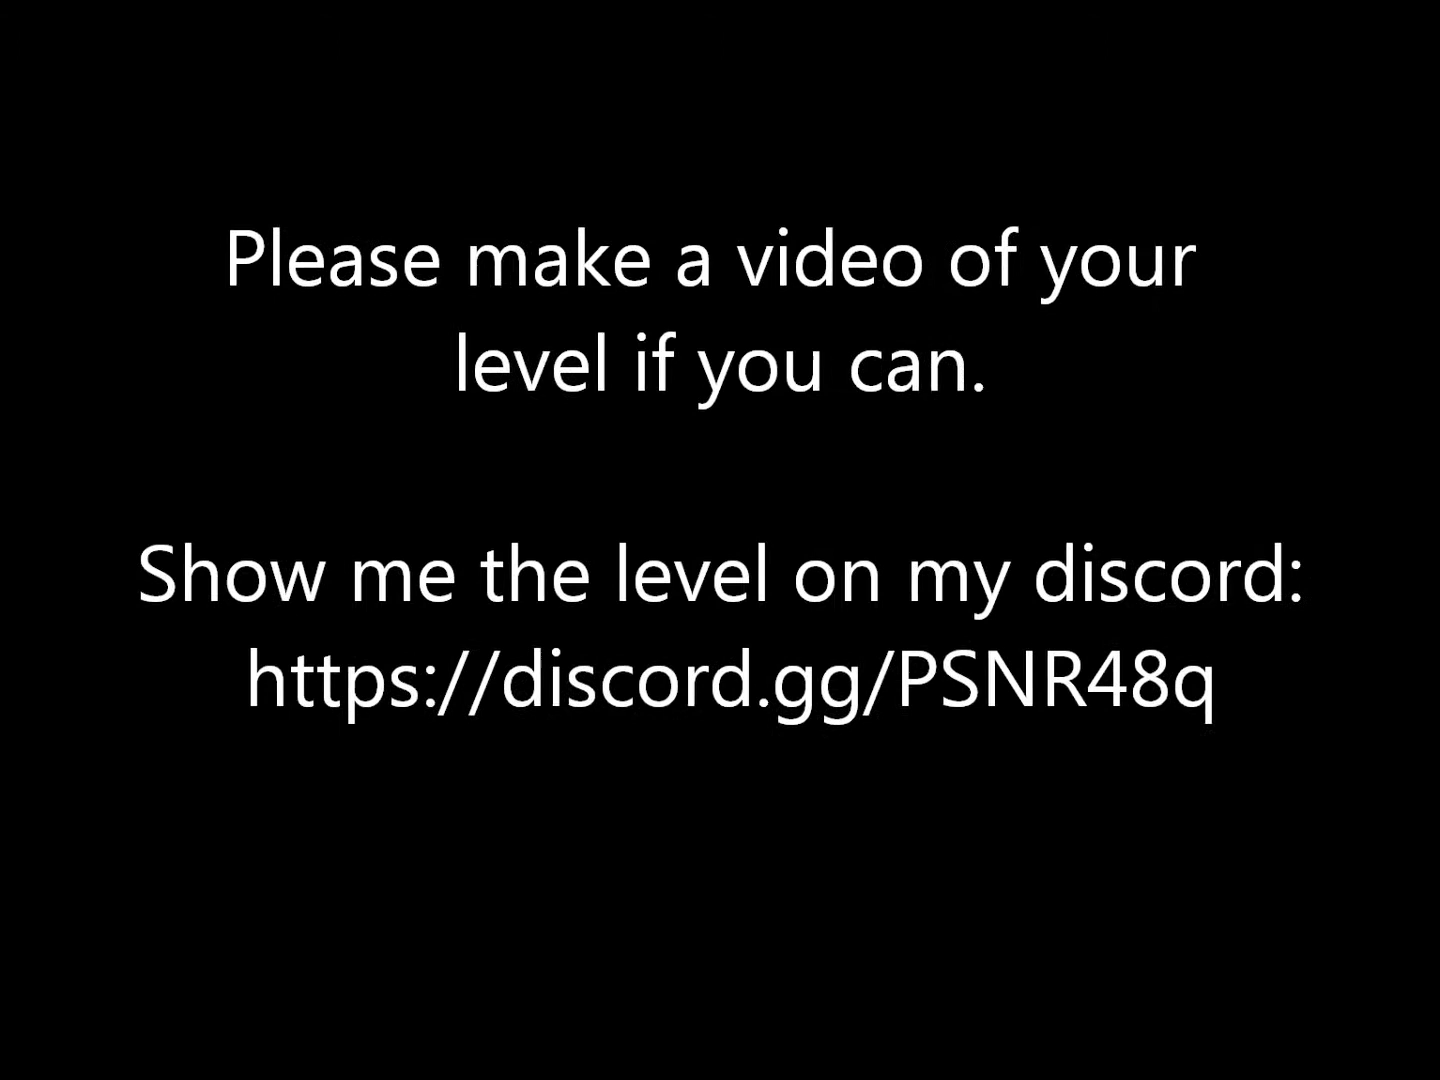 Please make a video of your
level if you can.
Show me the level on my discord:
https://discord.gg/PSNR48q